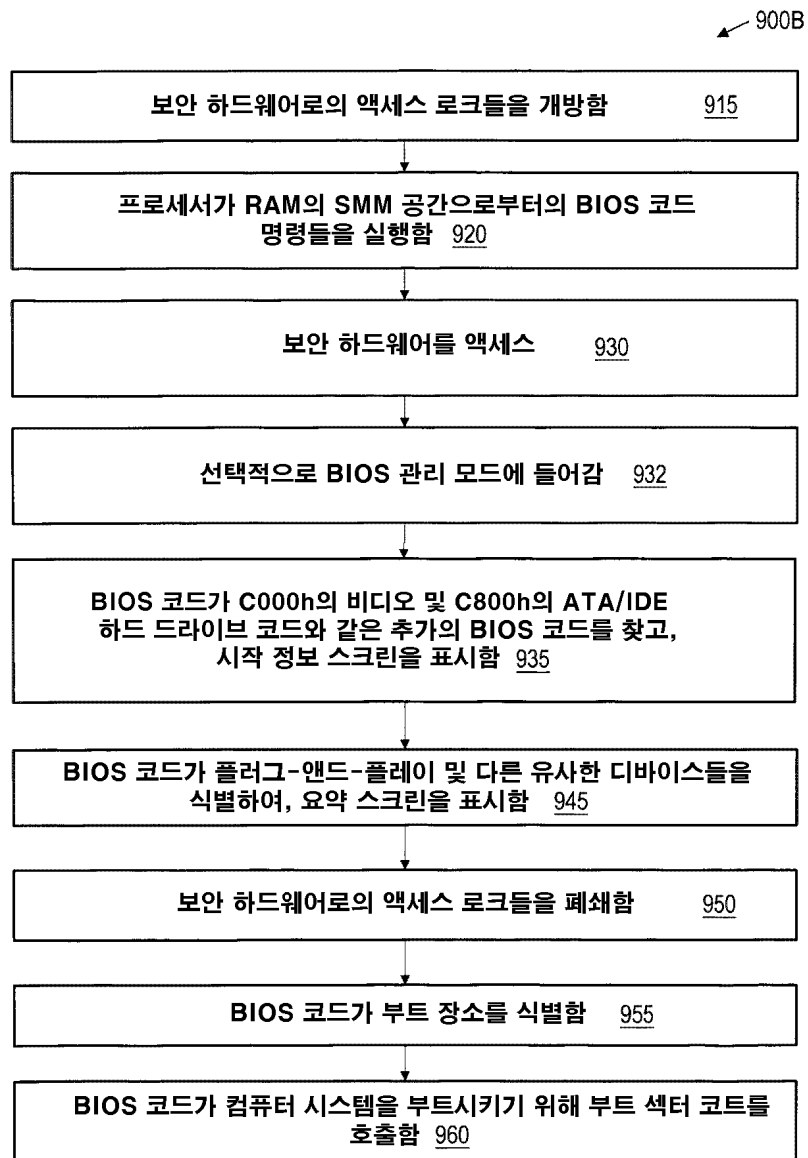 900B
보안 하드웨어로의 액세스 로크들을 개방함 915
프로세서가 RAM의 SMM 공간으로부터의 BIOS 코드
명령들을 실행함 920
보안 하드웨어를 액세스 930
선택적으로 BIOS 관리 모드에 들어감 932
BIOS 코드가 C000h의 비디오 및 C800h의 ATA/IDE
하드 드라이브 코드와 같은 추가의 BIOS 코드를 찾고,
시작 정보 스크린을 표시함 935
BIOS 코드가 플러그-앤드-플레이 및 다른 유사한 디바이스들을
식별하여, 요약 스크린을 표시함 945
보안 하드웨어로의 액세스 로크들을 폐쇄함 950
BIOS 코드가 부트 장소를 식별함 955
BIOS 코드가 컴퓨터 시스템을 부트시키기 위해 부트 섹터 코트를
호출함 960